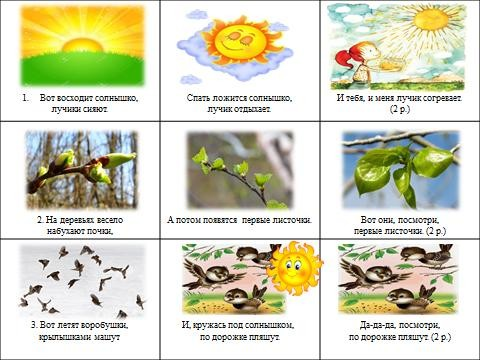 1. Вот восходит солнышко,
лучики сияют.
Спать ложится солнышко,
лучик отдыхает.
И тебя, и меня лучик согревает.
(2 р.)
2. На деревьях весело
набухают почки,
А потом появятся первые листочки.
Вот они, посмотри,
первые листочки. (2 р.)
3. Вот летят воробушки,
крылышками машут
И, кружась под солнышком,
по дорожке пляшут.
Да-да-да, посмотри,
по дорожке пляшут. (2 р.)